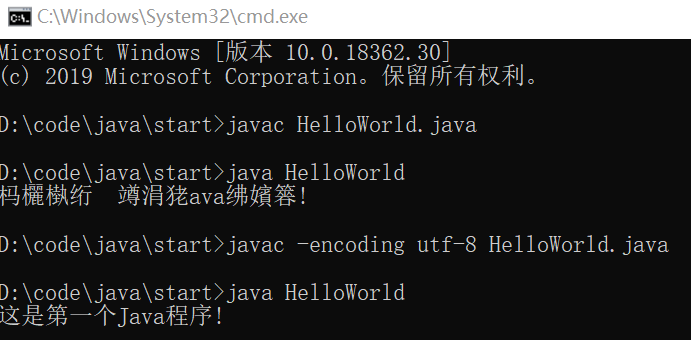 C:\Windows\System32\cmd.exe
Microsoft Windows [版本 10.0.18362.30]
(c) 2019 Microsoft Corporation。保留所有权利。
D:\code\java\start>javac HelloWorld.java
D:\code\java\start>java HelloWorld
杩欐槸绗 竴涓狫ava绋嬪簭!
D:\code\java\start>javac -encoding utf-8 HelloWorld.java
D:\code\java\start>java HelloWorld
这是第一个Java程序!